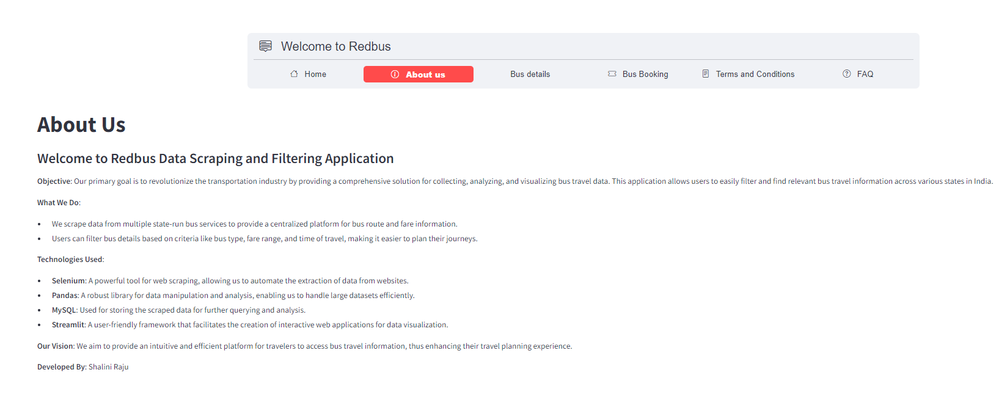 Welcome to Redbus
Home About us Bus details Bus Booking Terms and Conditions FAQ
About Us
Welcome to Redbus Data Scraping and Filtering Application
Objective: Our primary goal is to revolutionize the transportation industry by providing a comprehensive solution for collecting, analyzing, and visualizing bus travel data. This application allows users to easily filter and find relevant bus travel information across various states in India.
What We Do:
• We scrape data from multiple state-run bus services to provide a centralized platform for bus route and fare information.
• Users can filter bus details based on criteria like bus type, fare range, and time of travel, making it easier to plan their journeys.
Technologies Used:
• Selenium: A powerful tool for web scraping, allowing us to automate the extraction of data from websites.
• Pandas: A robust library for data manipulation and analysis, enabling us to handle large datasets efficiently.
• MySQL: Used for storing the scraped data for further querying and analysis.
• Streamlit: A user-friendly framework that facilitates the creation of interactive web applications for data visualization.
Our Vision: We aim to provide an intuitive and efficient platform for travelers to access bus travel information, thus enhancing their travel planning experience.
Developed By: Shalini Raju